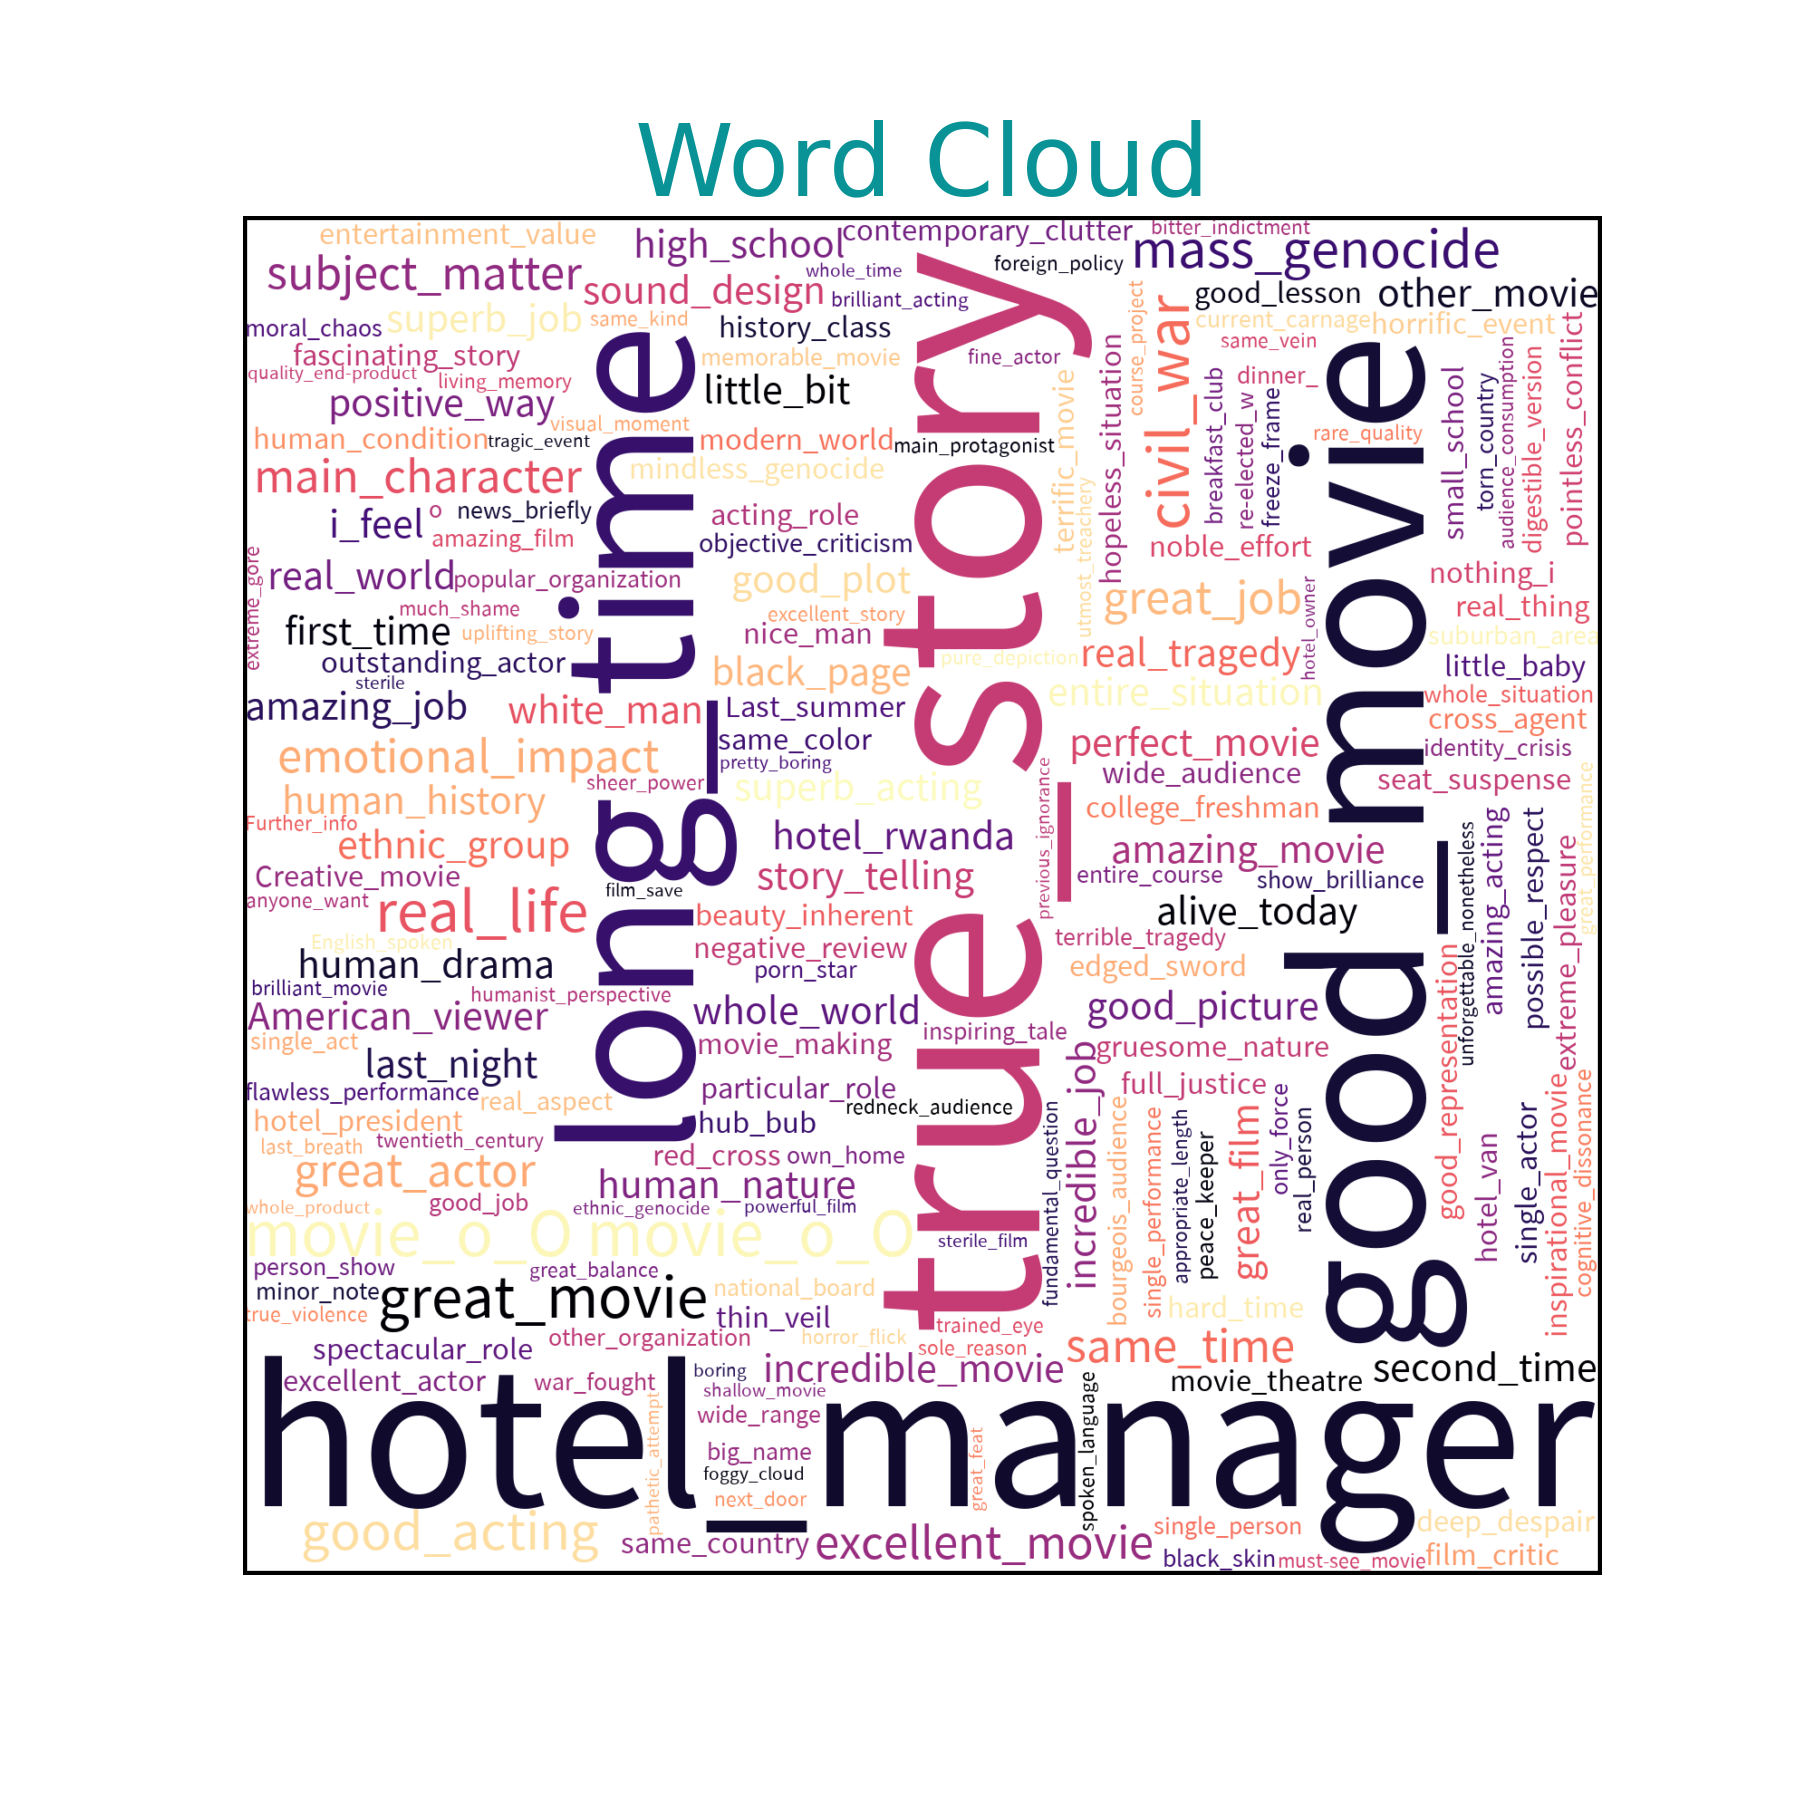 Word Cloud
entertainment_value
high_school
contemporary_clutter
bitter_indictment
subject_matter
whole_time
foreign_policy
mass_genocide
sound_design
brilliant_acting
good_lesson
other_movie
moral_chaos
superb_job
same_kind
history_class
current_carnage
horrific_event
fascinating_story
memorable_movie
fine_actor
same_vein
quality_end-product
living_memory
little_bit
dinner_
positive_way
visual_moment
human_condition
tragic_event
modern_world
main_protagonist
rare_quality
main_character
mindless_genocide
course_project
civil_war
terrific_movie
hopeless_situation
breakfast_club
re-elected_w
freeze_frame
small_school
torn_country
audience_consumption
digestible_version
pointless_conflict
i_feel
o
news_briefly
acting_role
amazing_film
objective_criticism
noble_effort
extreme_gore
real_world
popular_organization
good_plot
utmost_treachery
great_job
hotel_owner
nothing_i
much_shame
excellent_story
real_thing
first_time
uplifting_story
nice_man
suburban_area
outstanding_actor
black_page
pure_depiction
real_tragedy
little_baby
sterile
entire_situation
whole_situation
amazing_job
white_man
Last_summer
cross_agent
same_color
perfect_movie
identity_crisis
emotional_impact
pretty_boring
wide_audience
seat_suspense
sheer_power
superb_acting
human_history
college_freshman
Further_info
hotel_rwanda
previous_ignorance
ethnic_group
amazing_movie
Creative_movie
film_save
story_telling
entire_course
show_brilliance
anyone_want
real_life
beauty_inherent
alive_today
English_spoken
negative_review
terrible_tragedy
human_drama
porn_star
edged_sword
brilliant_movie
humanist_perspective
American_viewer
whole_world
inspiring_tale
good_picture
single_act
movie_making
gruesome_nature
last_night
unforgettable_nonetheless
amazing_acting
possible_respect
extreme_pleasure
great_performance
flawless_performance
real_aspect
particular_role
full_justice
hotel_president
redneck_audience
hub_bub
last_breath
twentieth_century
red_cross
own_home
great_actor
human_nature
whole_product
good_job
ethnic_genocide
powerful_film
movie_o_O
movie_o_O
sterile_film
fundamental_question
incredible_job
bourgeois_audience
single_performance
appropriate_length
peace_keeper
great_film
only_force
real_person
good_representation
hotel_van
single_actor
inspirational_movie
cognitive_dissonance
person_show
great_balance
minor_note
great_movie
national_board
hard_time
true_violence
thin_veil
trained_eye
spectacular_role
other_organization
horror_flick
sole_reason
same_time
excellent_actor
war_fought
boring
incredible_movie
movie_theatre
second_time
shallow_movie
long_time
true_story
good_movie
hotel_manager
pathetic_attempt
wide_range
big_name
foggy_cloud
next_door
great_feat
spoken_language
good_acting
same_country
excellent_movie
single_person
deep_despair
black_skin
must-see_movie
film_critic